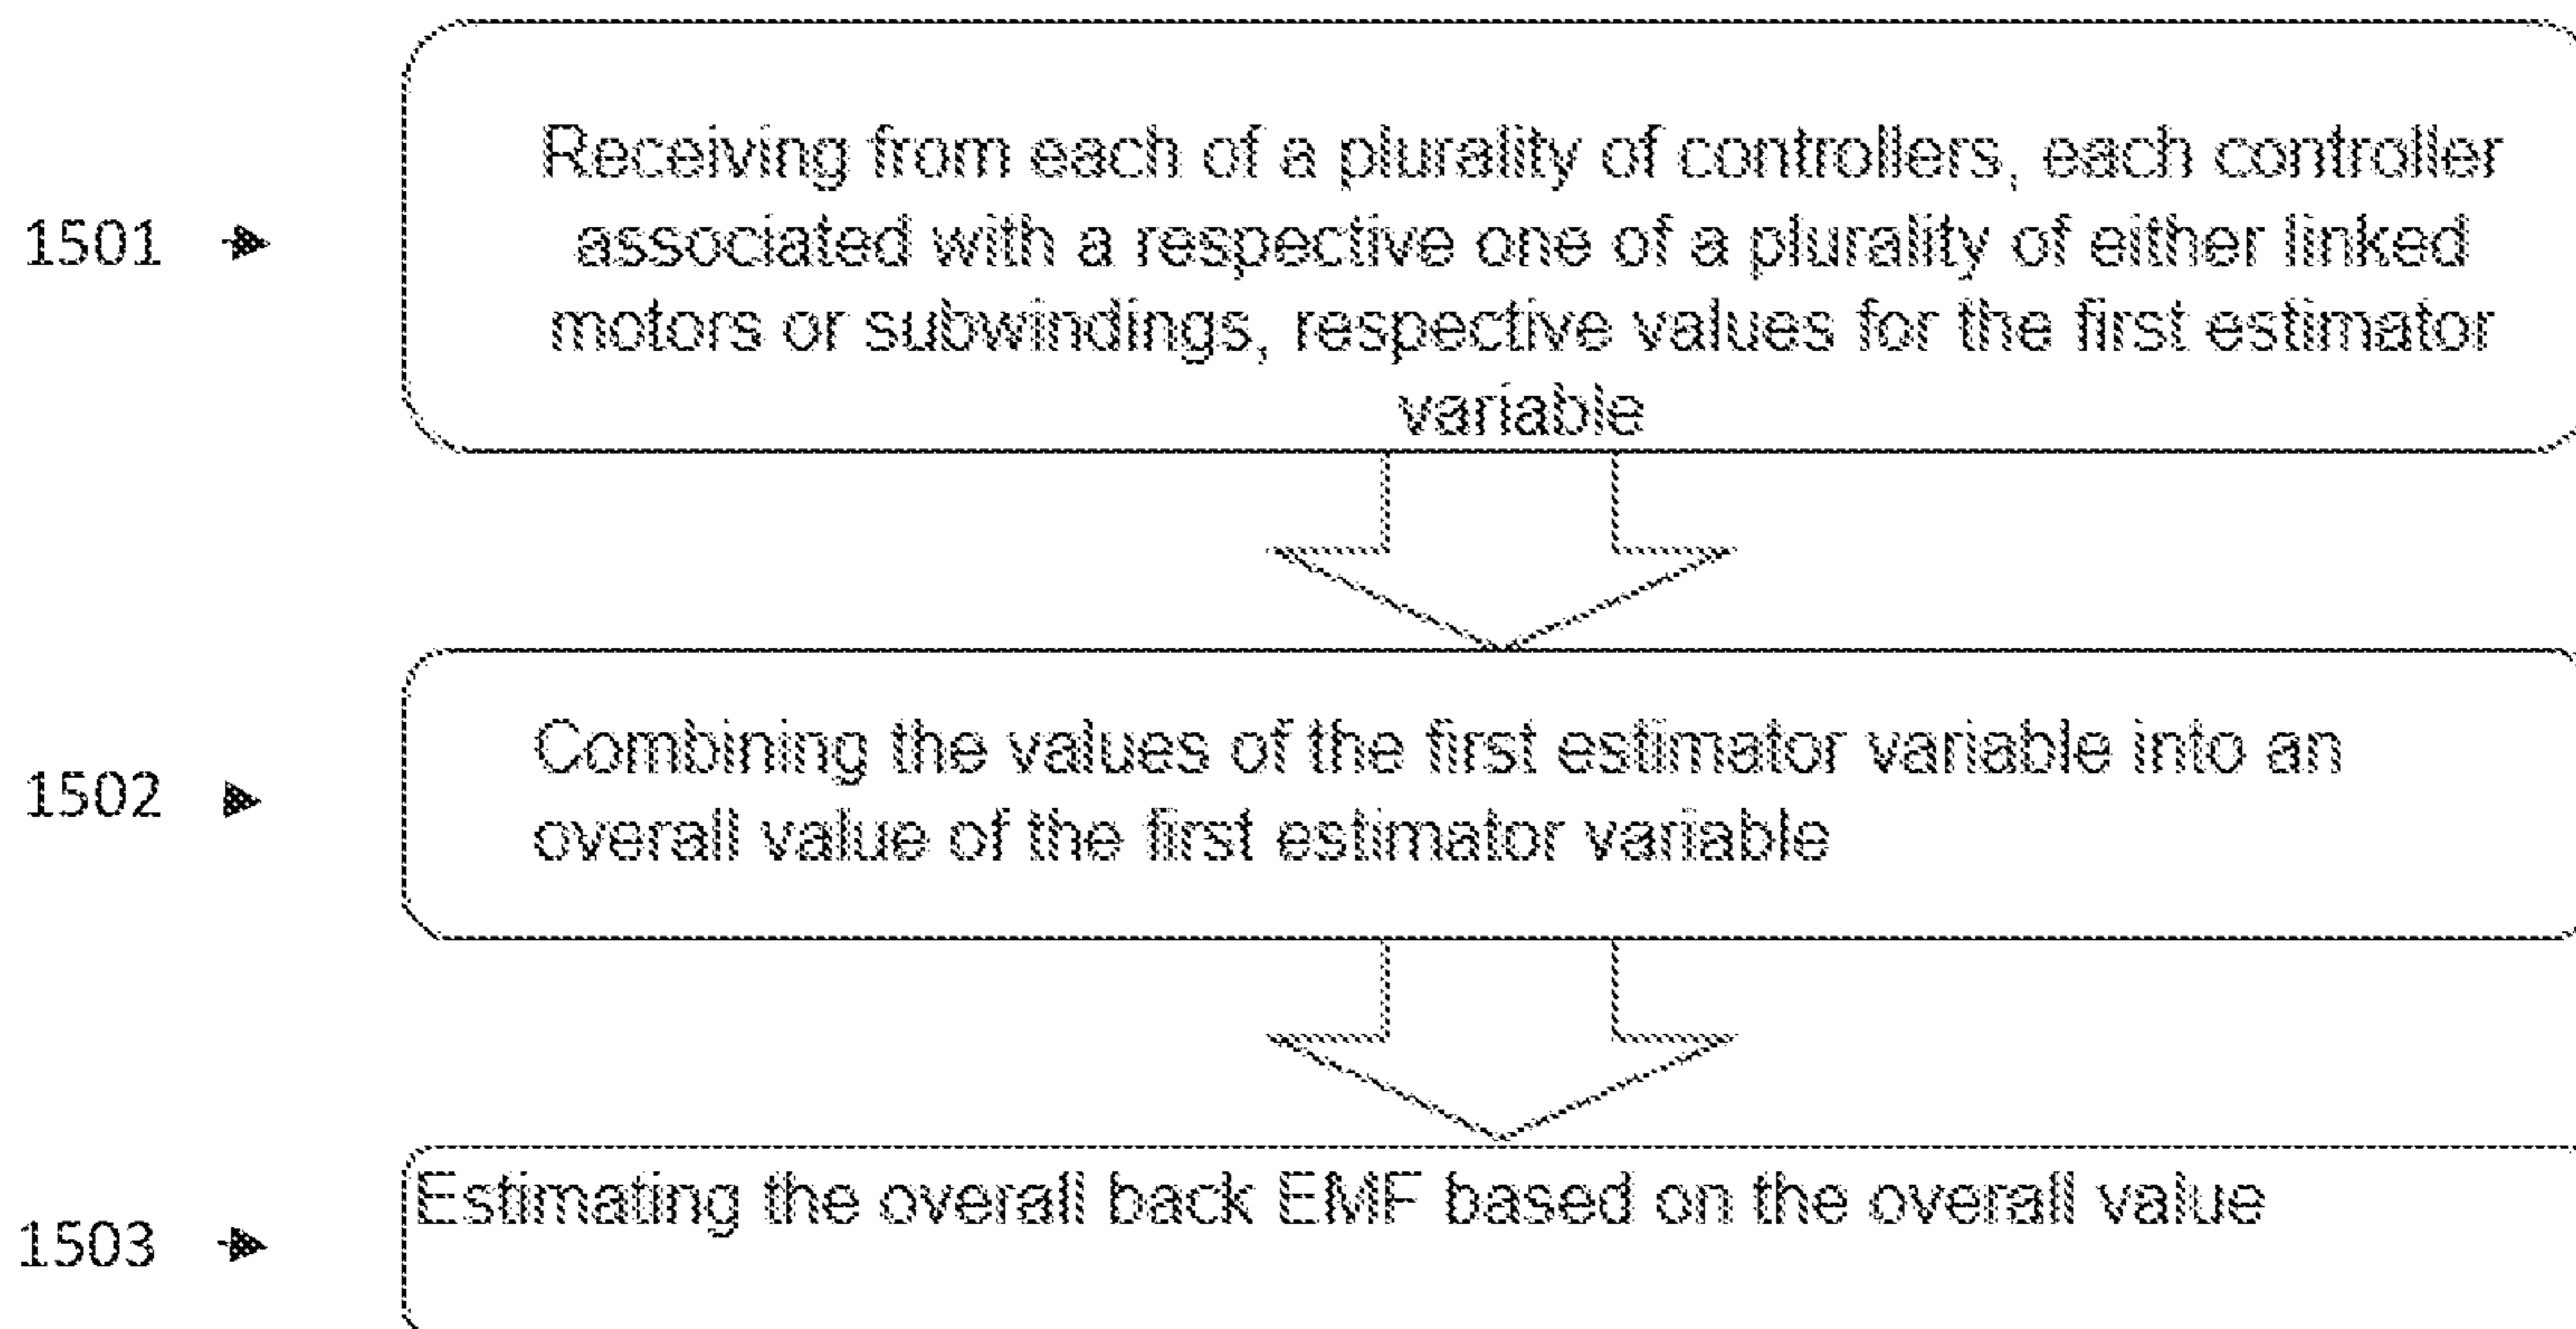 1501
Receiving from each of a plurality of controllers, each controller
associated with a respective one of a plurality of either linked
motors or subwindings, respective values for the first estimator
variable
1502
Combining the values of the first estimator variable into an
overall value of the first estimator variable
1503
Estimating the overall back EMF based on the overall value